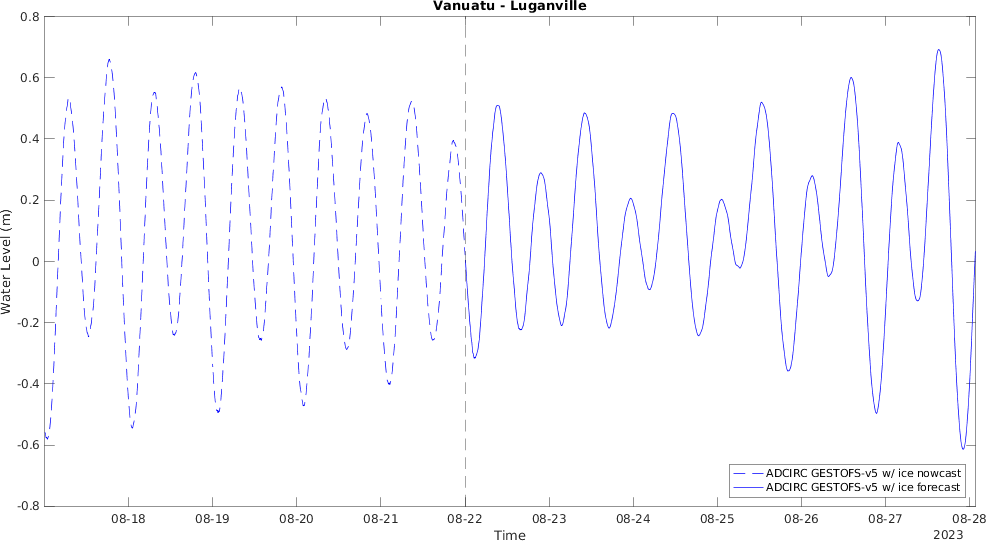 Vanuatu - Luganville
Water Level (m)
0.8
0.6
0.4
0.2
0
-0.2
-0.4
-0.6
-0.8
08-18 08-19 08-20 08-21 08-22 08-23 08-24 08-25 08-26 08-27 08-28
Time
2023
ADCIRC GESTOFS-v5 w/ ice nowcast
ADCIRC GESTOFS-v5 w/ ice forecast